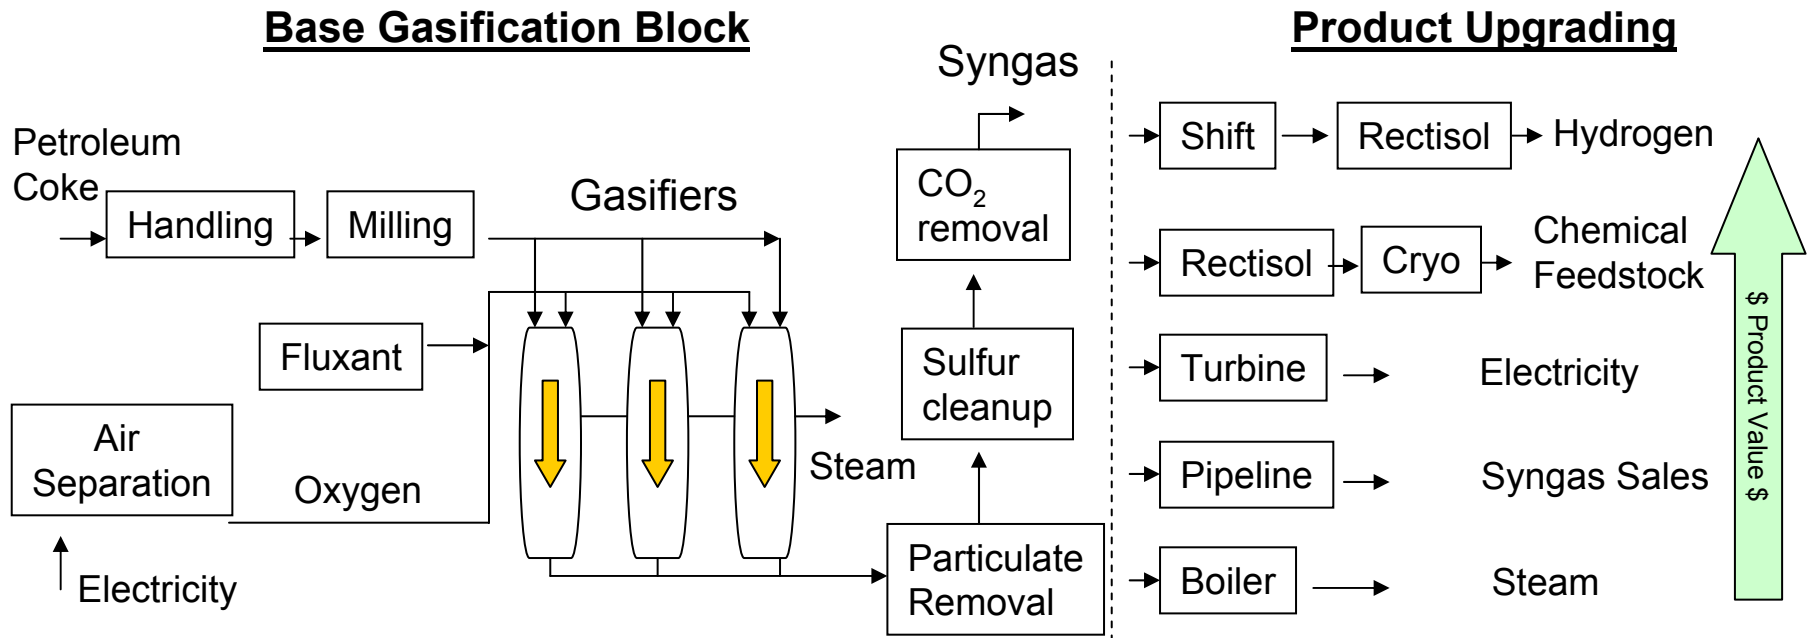 Base Gasification Block
Product Upgrading
Syngas
Petroleum
Coke
Handling
Milling
Gasifiers
CO₂
removal
Fluxant
Sulfur
cleanup
Air
Separation
Oxygen
Steam
Electricity
Particulate
Removal
Shift
Rectisol
Hydrogen
Rectisol
Cryo
Chemical
Feedstock
Turbine
Electricity
Pipeline
Syngas Sales
Boiler
Steam
$ Product Value $